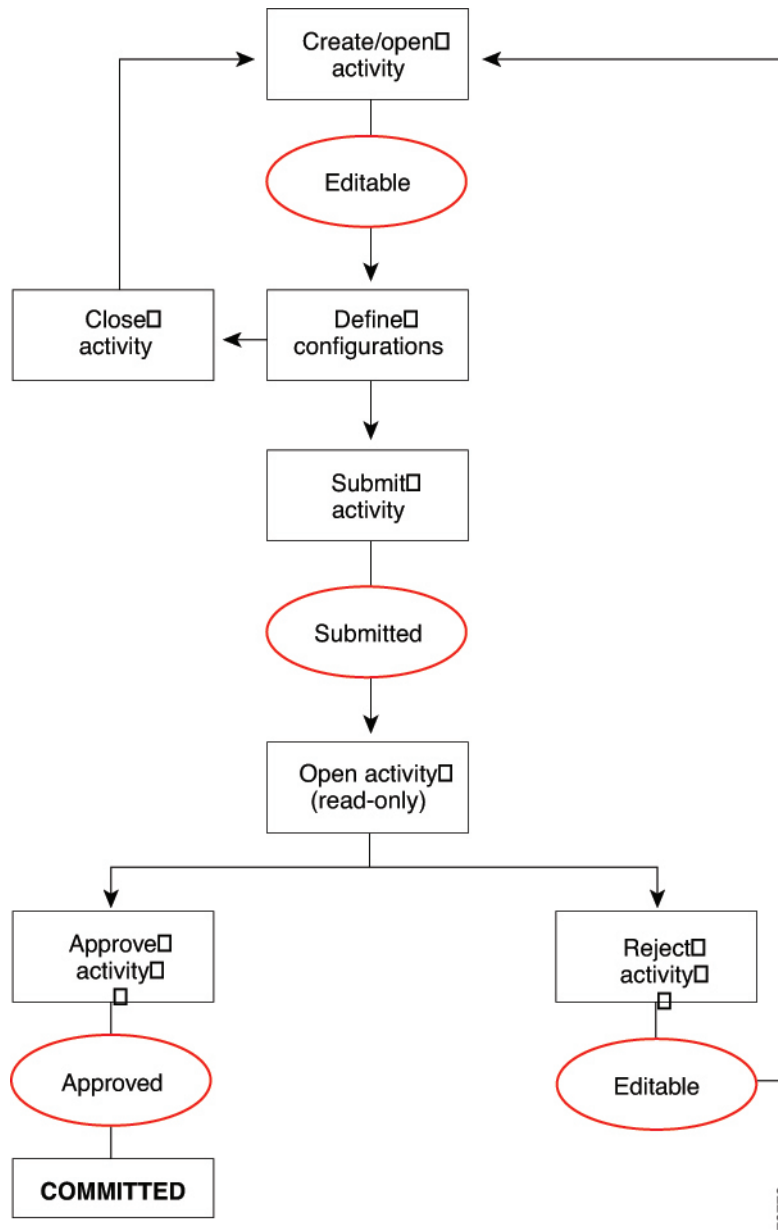 Create/open
activity
Editable
Close
activity
Define
configurations
Submit
activity
Submitted
Open activity
(read-only)
Approve
activity
Reject
activity
Approved
Editable
COMMITTED